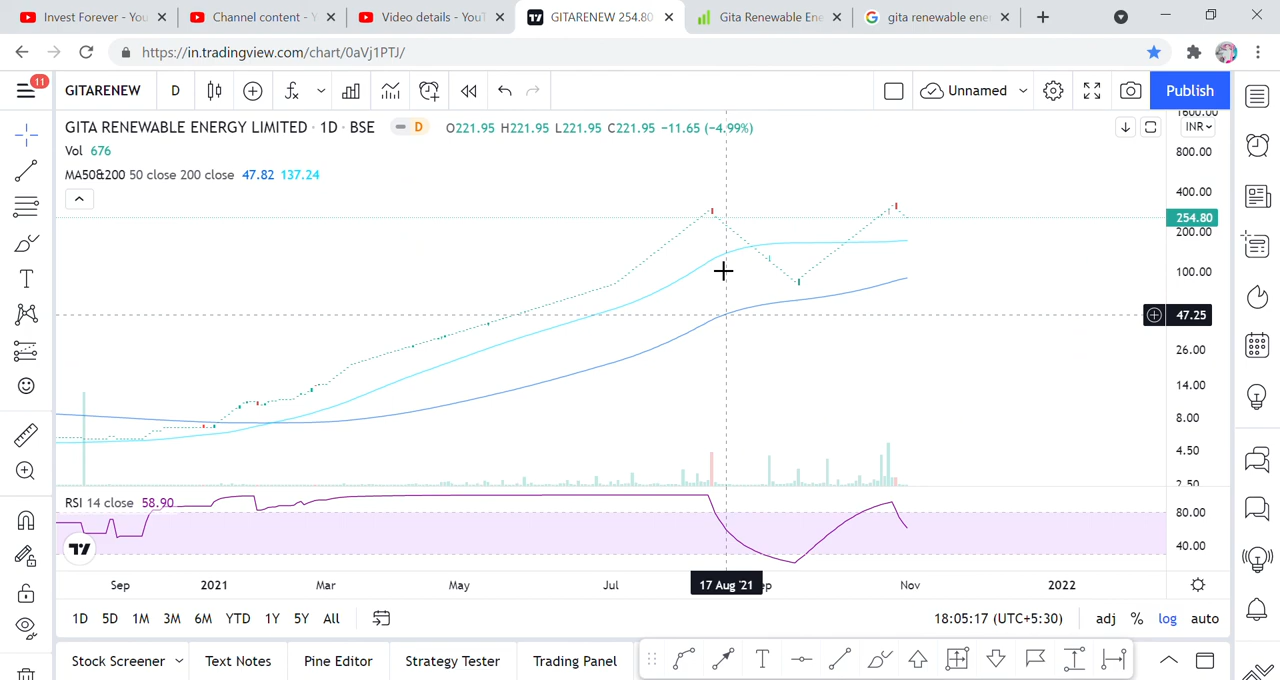 Invest Forever - You
Channel content - Y
Video details - YouT
GITARENEW 254.80
Gita Renewable En
gita renewable ene
https://in.tradingview.com/chart/0aVj1PTJ/
11
GITARENEW
D
Unnamed
Publish
GITA RENEWABLE ENERGY LIMITED · 1D · BSE
D
O221.95 H221.95 L221.95 C221.95 −11.65 (−4.99%)
Vol 676
MA50&200 50 close 200 close 47.82 137.24
1600.00
INR
800.00
400.00
254.80
200.00
100.00
47.25
26.00
14.00
8.00
4.50
2.50
RSI 14 close 58.90
80.00
40.00
Sep
2021
Mar
May
Jul
17 Aug '21
ep
Nov
2022
1D 5D 1M 3M 6M YTD 1Y 5Y All
18:05:17 (UTC+5:30)
adj
%
log
auto
Stock Screener
Text Notes
Pine Editor
Strategy Tester
Trading Panel